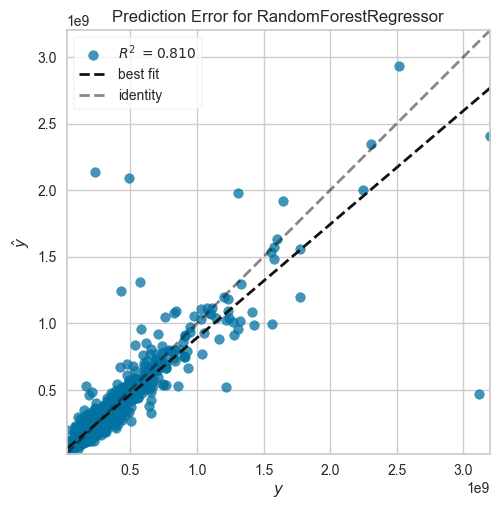 Prediction Error for RandomForestRegressor
1e9
R² = 0.810
best fit
identity
3.0
2.5
2.0
1.5
1.0
0.5
ŷ
0.5 1.0 1.5 2.0 2.5 3.0
1e9
y